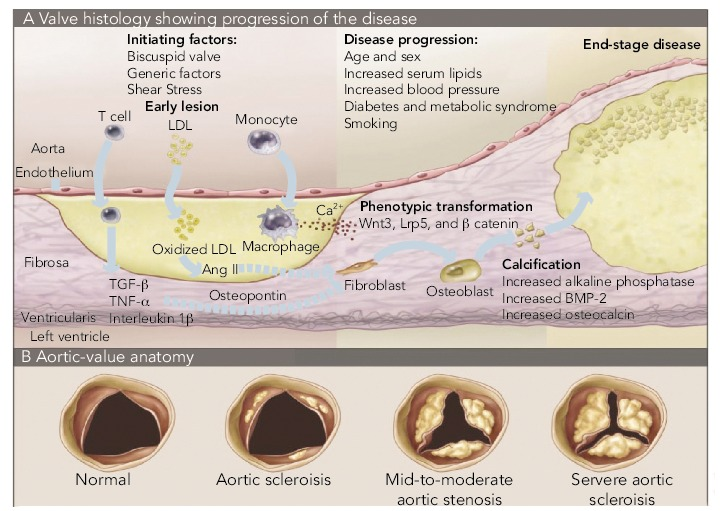 A Valve histology showing progression of the disease
Initiating factors:
Biscuspid valve
Generic factors
Shear Stress
Early lesion
Disease progression:
Age and sex
Increased serum lipids
Increased blood pressure
Diabetes and metabolic syndrome
Smoking
End-stage disease
T cell
LDL
Monocyte
Aorta
Endothelium
Ca2+
Phenotypic transformation
Wnt3, Lrp5, and β catenin
Oxidized LDL
Macrophage
Fibrosa
Ang II
TGF-β
TNF-α
Interleukin 1β
Osteopontin
Fibroblast
Osteoblast
Calcification
Increased alkaline phosphatase
Increased BMP-2
Increased osteocalcin
Ventricularis
Left ventricle
B Aortic-value anatomy
Normal
Aortic scleroisis
Mid-to-moderate
aortic stenosis
Servere aortic
scleroisis